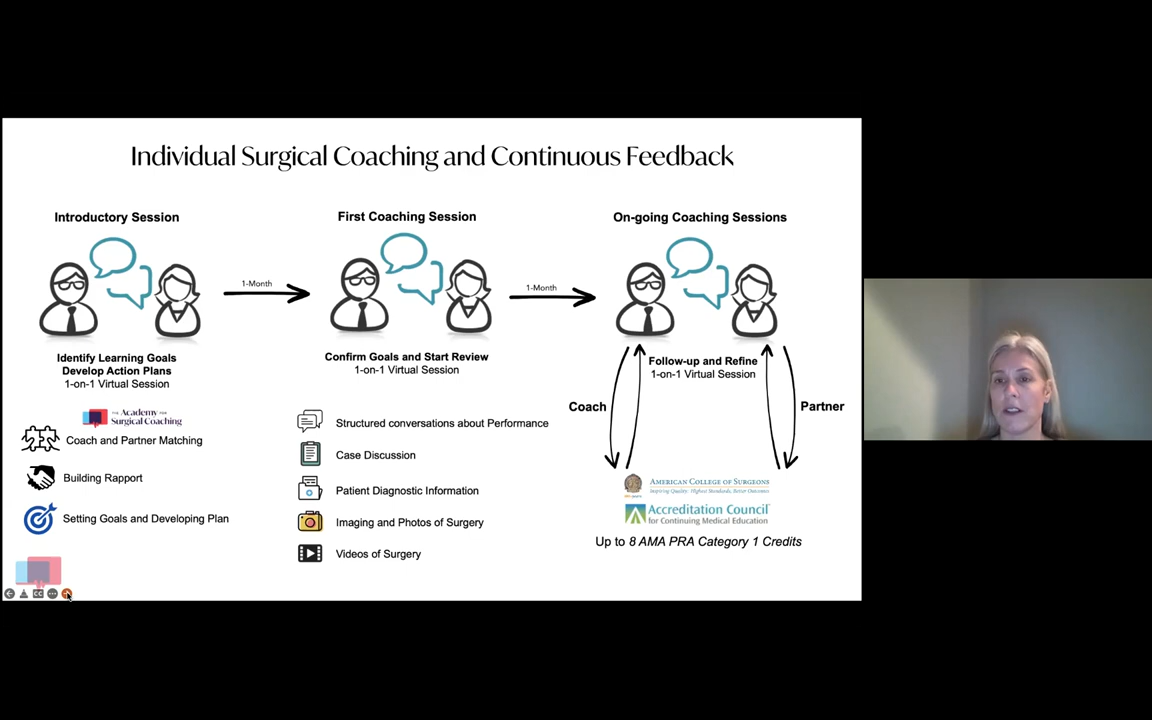 Individual Surgical Coaching and Continuous Feedback
Introductory Session
1-Month
Identify Learning Goals
Develop Action Plans
1-on-1 Virtual Session
THE Academy FOR
Surgical Coaching
Coach and Partner Matching
Building Rapport
Setting Goals and Developing Plan
First Coaching Session
1-Month
Confirm Goals and Start Review
1-on-1 Virtual Session
Structured conversations about Performance
Case Discussion
Patient Diagnostic Information
Imaging and Photos of Surgery
Videos of Surgery
On-going Coaching Sessions
Follow-up and Refine
1-on-1 Virtual Session
Coach
Partner
AMERICAN COLLEGE OF SURGEONS
Inspiring Quality: Highest Standards, Better Outcomes
Accreditation Council
for Continuing Medical Education
Up to 8 AMA PRA Category 1 Credits
CC